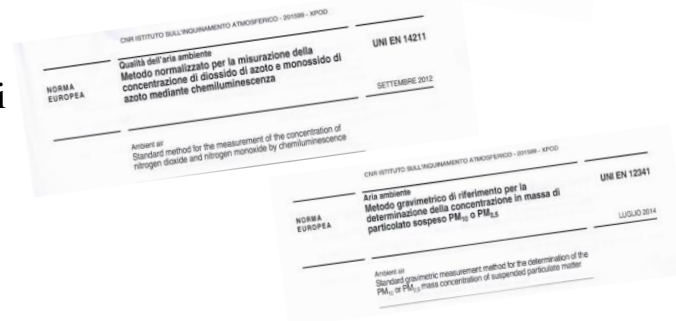 i
CNR ISTITUTO SULL'INQUINAMENTO ATMOSFERICO - 201599 - XPOD
NORMA
EUROPEA
Qualità dell'aria ambiente
Metodo normalizzato per la misurazione della
concentrazione di diossido di azoto e monossido di
azoto mediante chemiluminescenza
UNI EN 14211
SETTEMBRE 2012
Ambient air
Standard method for the measurement of the concentration of
nitrogen dioxide and nitrogen monoxide by chemiluminescence
CNR ISTITUTO SULL'INQUINAMENTO ATMOSFERICO - 201599 - XPOD
NORMA
EUROPEA
Aria ambiente
Metodo gravimetrico di riferimento per la
determinazione della concentrazione in massa di
particolato sospeso PM₁₀ o PM₂,₅
UNI EN 12341
LUGLIO 2014
Ambient air
Standard gravimetric measurement method for the determination of the
PM₁₀ or PM₂,₅ mass concentration of suspended particulate matter